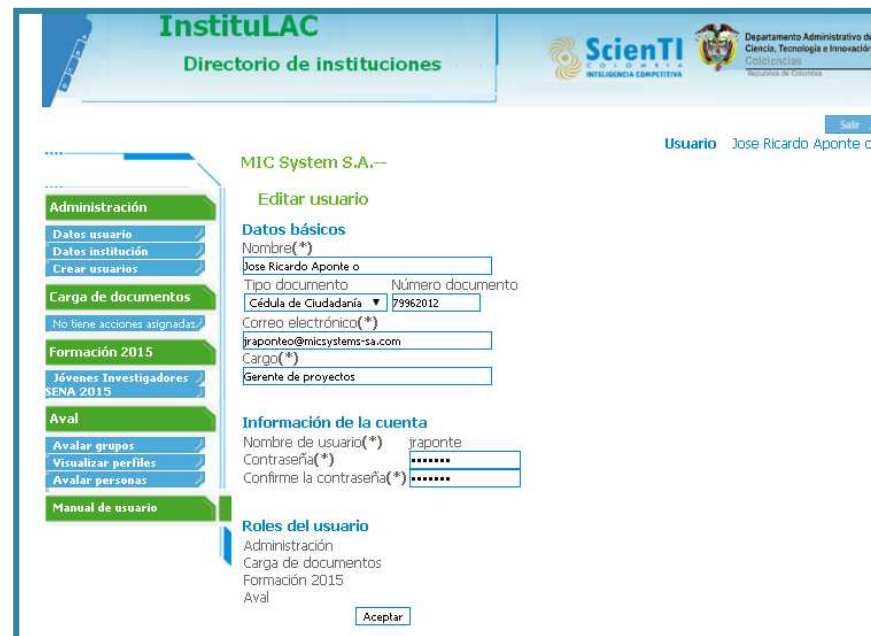 InstituLAC
Directorio de instituciones
ScienTI
COLOMBIA
INTELIGENCIA COMPETITIVA
Departamento Administrativo de
Ciencia, Tecnología e Innovación
Colciencias
República de Colombia
Salir
Usuario Jose Ricardo Aponte o
MIC System S.A.--
Editar usuario
Administración
Datos usuario
Datos institución
Crear usuarios
Carga de documentos
No tiene acciones asignadas
Formación 2015
Jóvenes Investigadores
SENA 2015
Aval
Avalar grupos
Visualizar perfiles
Avalar personas
Manual de usuario
Datos básicos
Nombre(*)
Jose Ricardo Aponte o
Tipo documento Número documento
Cédula de Ciudadanía 79962012
Correo electrónico(*)
jraponteo@micsystems-sa.com
Cargo(*)
Gerente de proyectos
Información de la cuenta
Nombre de usuario(*) jraponte
Contraseña(*) •••••••
Confirme la contraseña(*) •••••••
Roles del usuario
Administración
Carga de documentos
Formación 2015
Aval
Aceptar